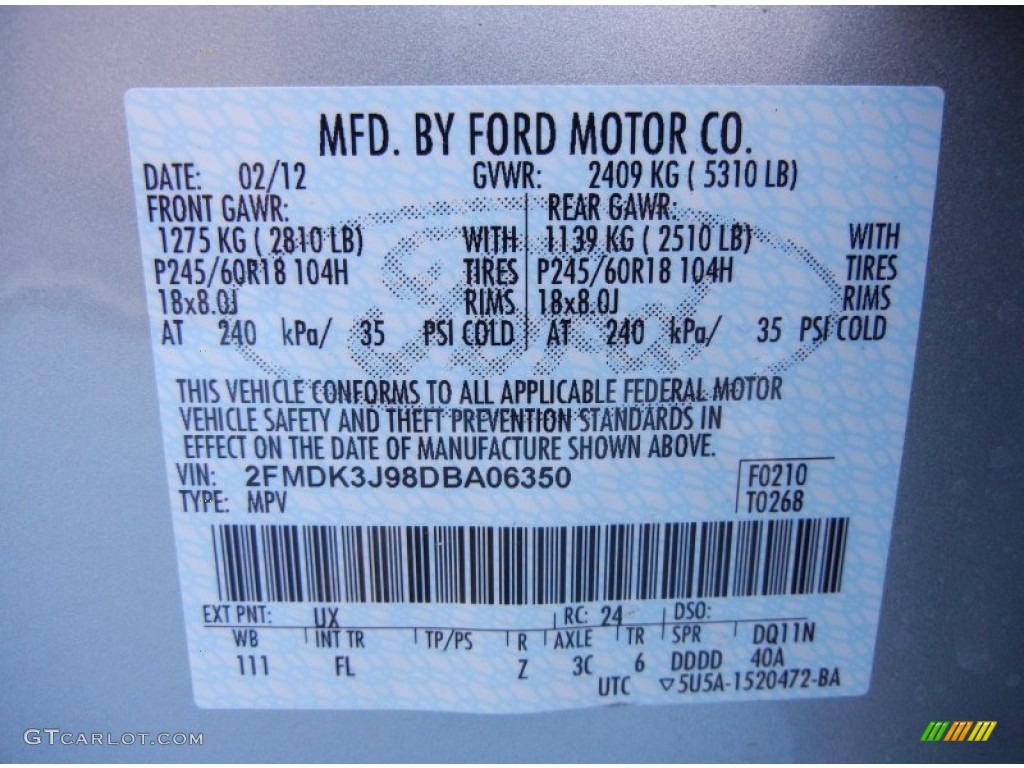 MFD. BY FORD MOTOR CO.
DATE: 02/12 GVWR: 2409 KG ( 5310 LB)
FRONT GAWR: REAR GAWR:
1275 KG ( 2810 LB) WITH 1139 KG ( 2510 LB) WITH
P245/60R18 104H TIRES P245/60R18 104H TIRES
18x8.0J RIMS 18x8.0J RIMS
AT 240 kPa/ 35 PSI COLD AT 240 kPa/ 35 PSI COLD
Ford
THIS VEHICLE CONFORMS TO ALL APPLICABLE FEDERAL MOTOR
VEHICLE SAFETY AND THEFT PREVENTION STANDARDS IN
EFFECT ON THE DATE OF MANUFACTURE SHOWN ABOVE.
VIN: 2FMDK3J98DBA06350 F0210
TYPE: MPV T0268
EXT PNT: UX RC: 24 DSO:
WB INT TR TP/PS R AXLE TR SPR DQ11N
111 FL Z 3C 6 DDDD 40A
UTC ▽5U5A-1520472-BA
GTCARLOT.COM